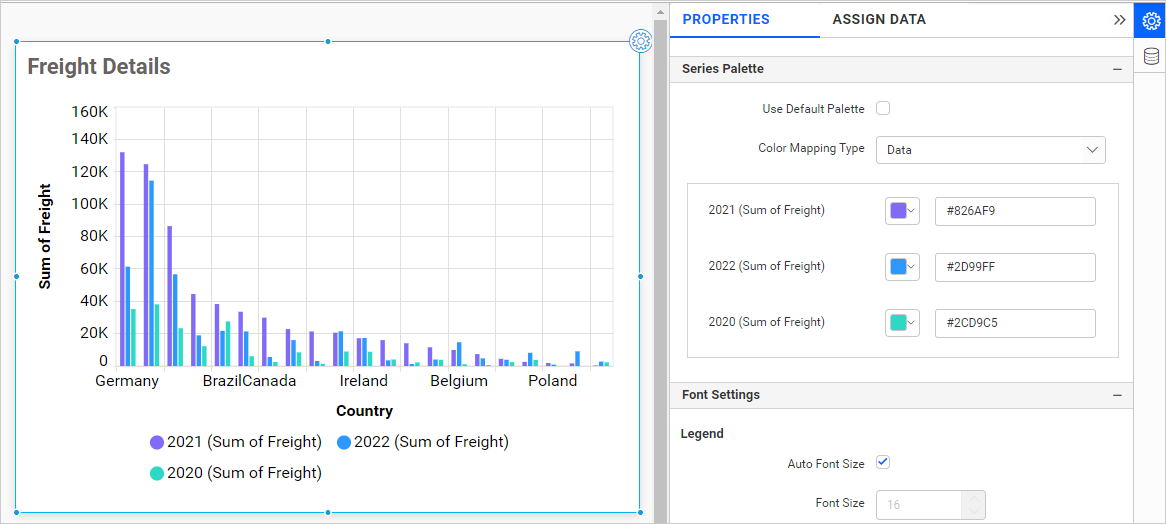 Freight Details
160K
140K
120K
100K
80K
60K
40K
20K
0
Sum of Freight
Germany Brazil Canada Ireland Belgium Poland
Country
2021 (Sum of Freight) 2022 (Sum of Freight)
2020 (Sum of Freight)
PROPERTIES ASSIGN DATA
Series Palette
Use Default Palette
Color Mapping Type Data
2021 (Sum of Freight) #826AF9
2022 (Sum of Freight) #2D99FF
2020 (Sum of Freight) #2CD9C5
Font Settings
Legend
Auto Font Size
Font Size 16